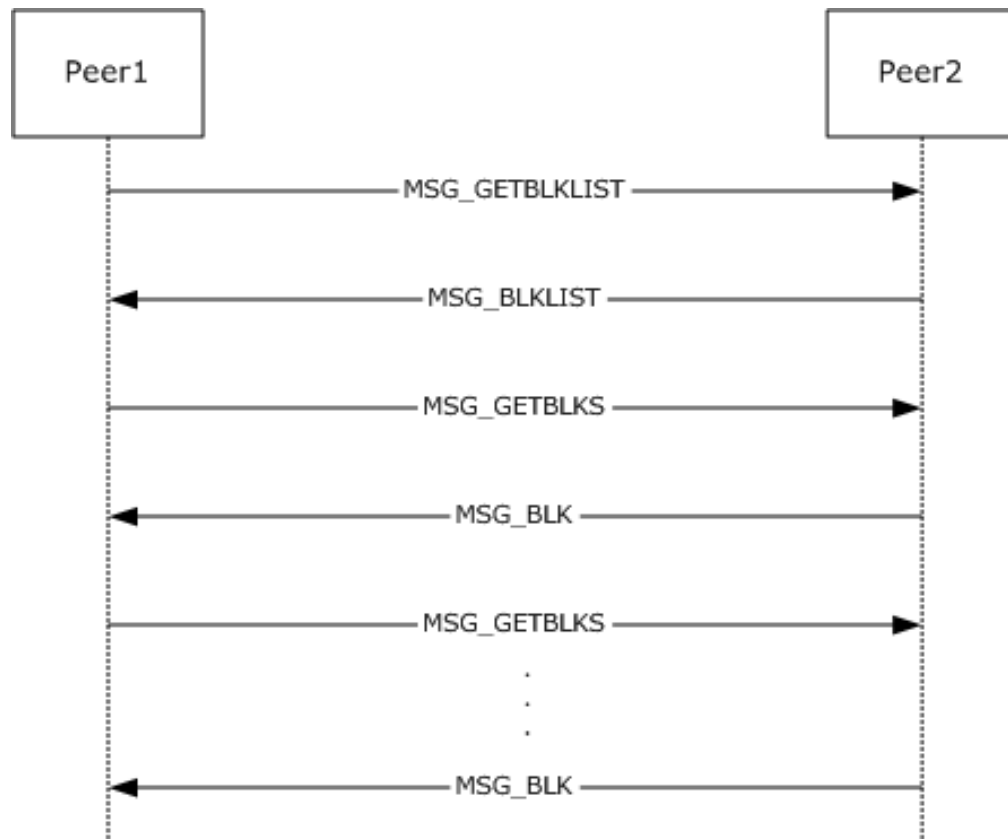 Peer1 Peer2
MSG_GETBLKLIST
MSG_BLKLIST
MSG_GETBLKS
MSG_BLK
MSG_GETBLKS
.
.
.
MSG_BLK